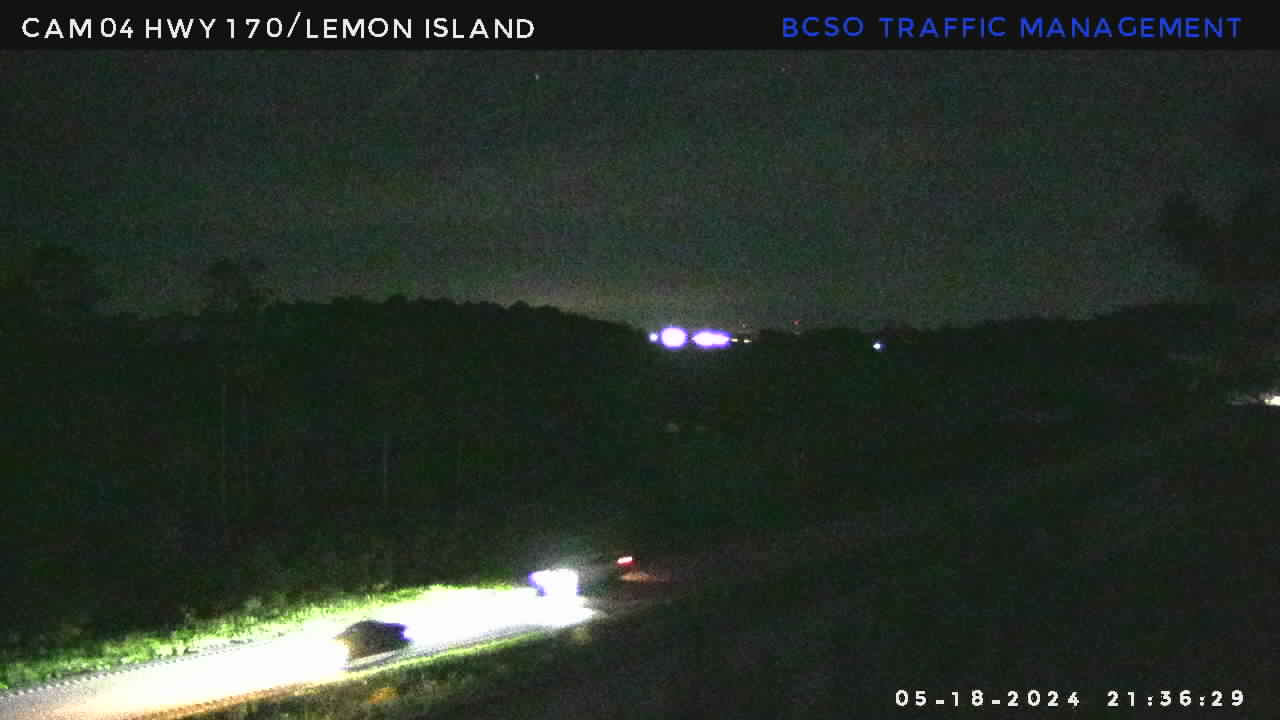 CAM04 HWY 170/LEMON ISLAND
BCSO TRAFFIC MANAGEMENT
05-18-2024 21:36:29